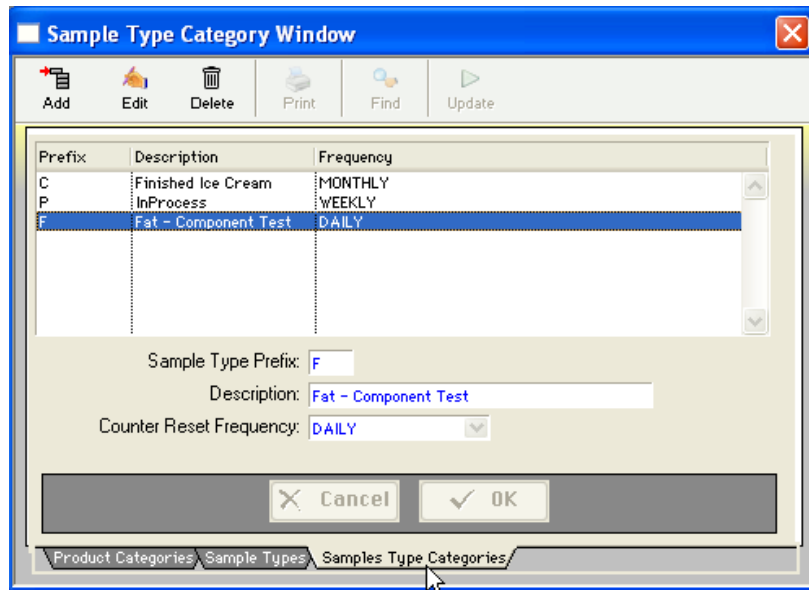 Sample Type Category Window
Add Edit Delete Print Find Update
Prefix Description Frequency
C Finished Ice Cream MONTHLY
P InProcess WEEKLY
F Fat - Component Test DAILY
Sample Type Prefix: F
Description: Fat - Component Test
Counter Reset Frequency: DAILY
Cancel OK
Product Categories Sample Types Samples Type Categories